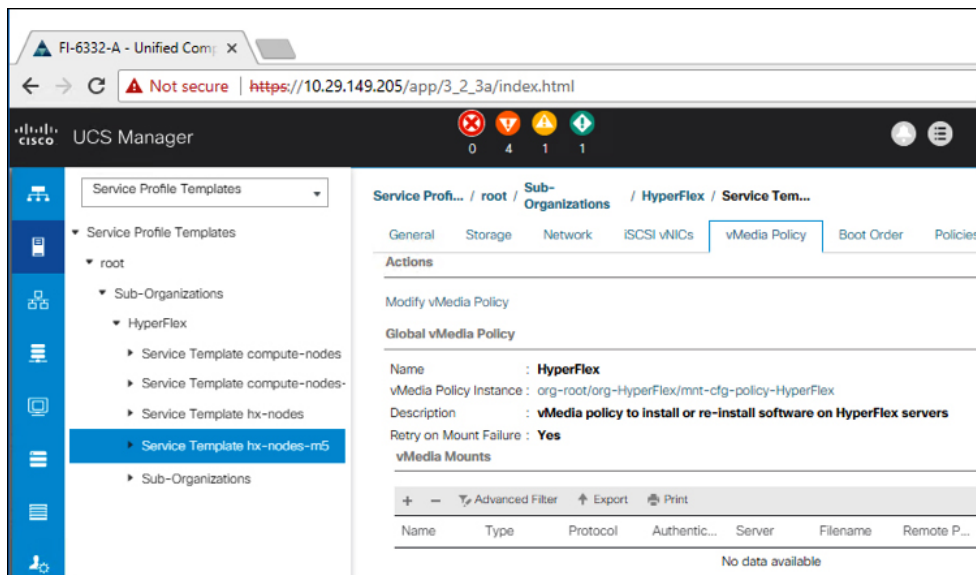 FI-6332-A - Unified Comp
Not secure | https://10.29.149.205/app/3_2_3a/index.html
cisco UCS Manager
0 4 1 1
Service Profile Templates
Service Profile Templates
root
Sub-Organizations
HyperFlex
Service Template compute-nodes
Service Template compute-nodes-
Service Template hx-nodes
Service Template hx-nodes-m5
Sub-Organizations
Service Profi... / root / Sub-Organizations / HyperFlex / Service Tem...
General Storage Network iSCSI vNICs vMedia Policy Boot Order Policies
Actions
Modify vMedia Policy
Global vMedia Policy
Name : HyperFlex
vMedia Policy Instance : org-root/org-HyperFlex/mnt-cfg-policy-HyperFlex
Description : vMedia policy to install or re-install software on HyperFlex servers
Retry on Mount Failure : Yes
vMedia Mounts
+ − Advanced Filter Export Print
Name Type Protocol Authentic... Server Filename Remote P...
No data available